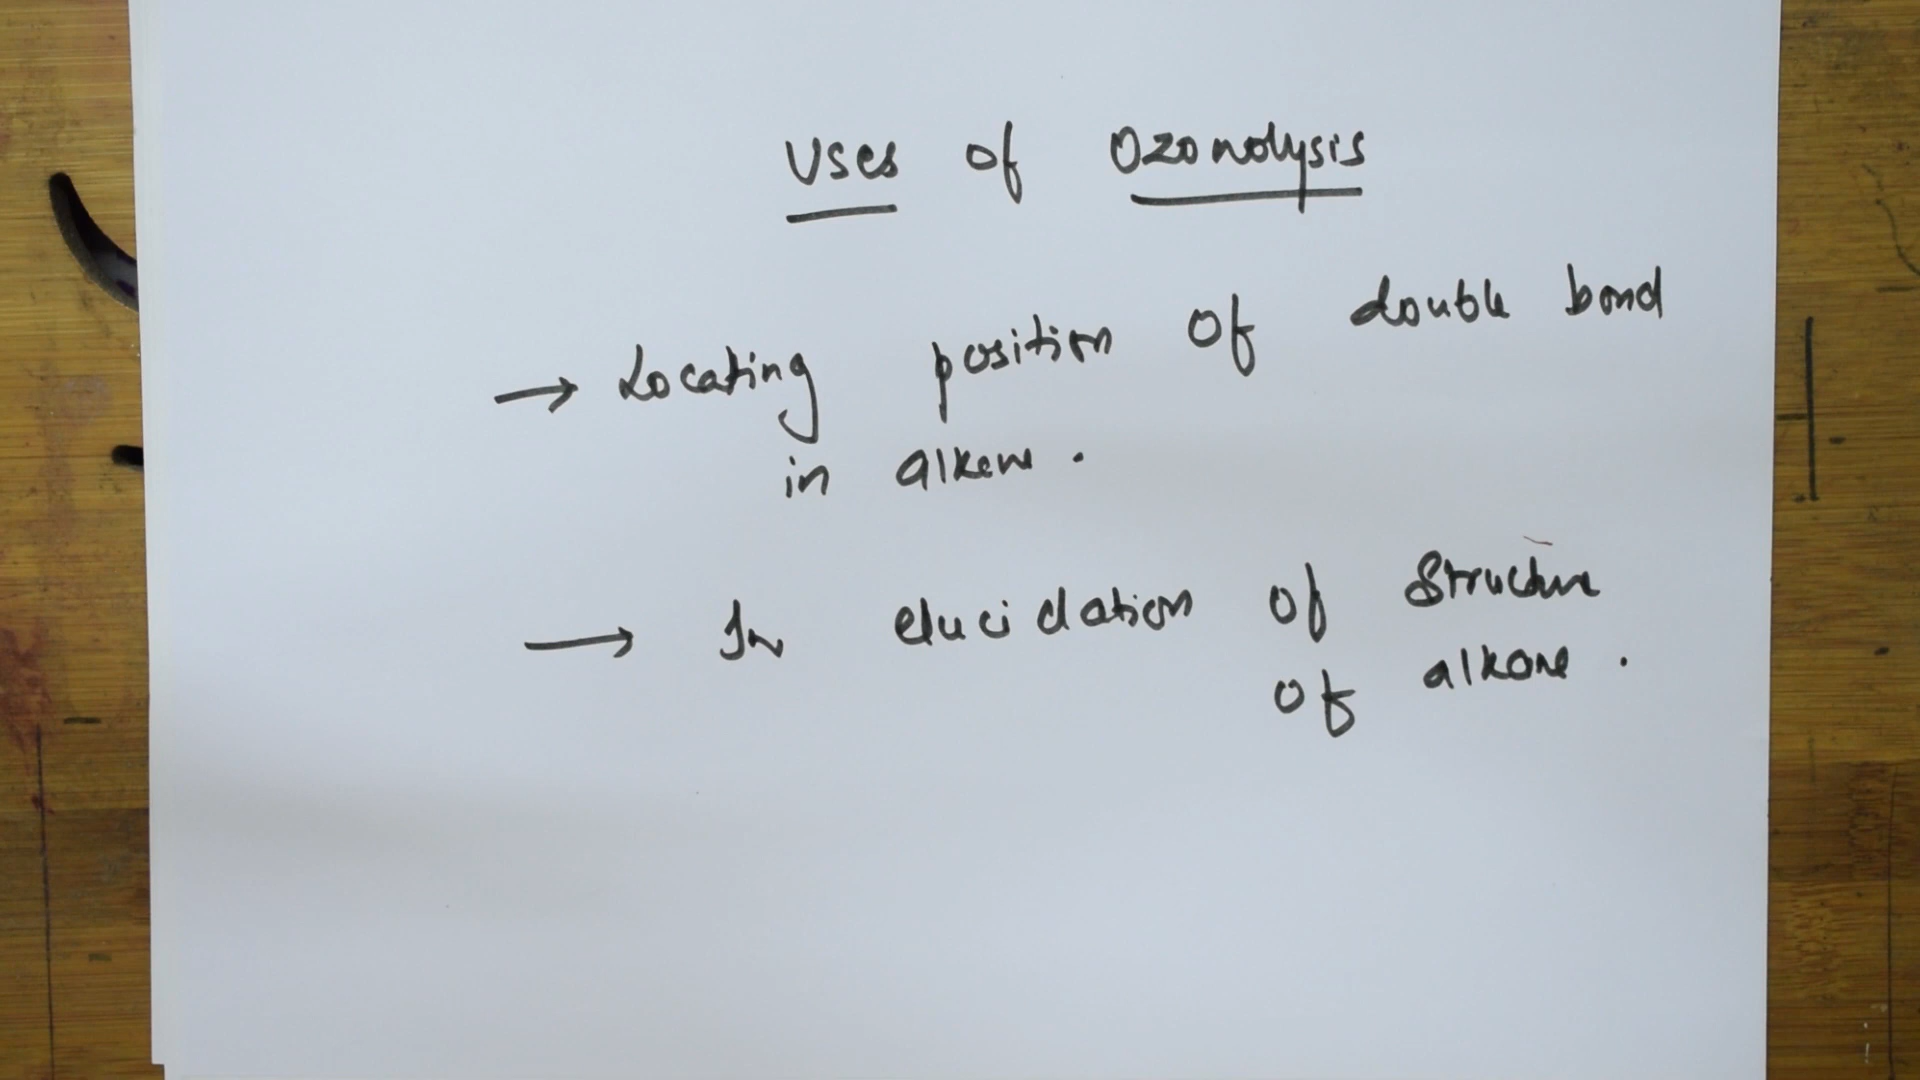 Uses of Ozonolysis
→ Locating position of double bond
in alkene.
→ In elucidation of structure
of alkene.